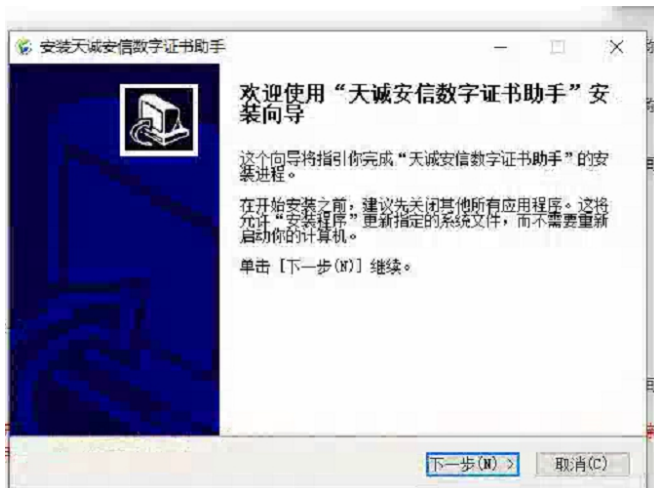 安装天诚安信数字证书助手
欢迎使用“天诚安信数字证书助手”安
装向导
这个向导将指引你完成“天诚安信数字证书助手”的安
装进程。
在开始安装之前，建议先关闭其他所有应用程序。这将
允许“安装程序”更新指定的系统文件，而不需要重新
启动你的计算机。
单击 [下一步(N)] 继续。
下一步(N) >
取消(C)